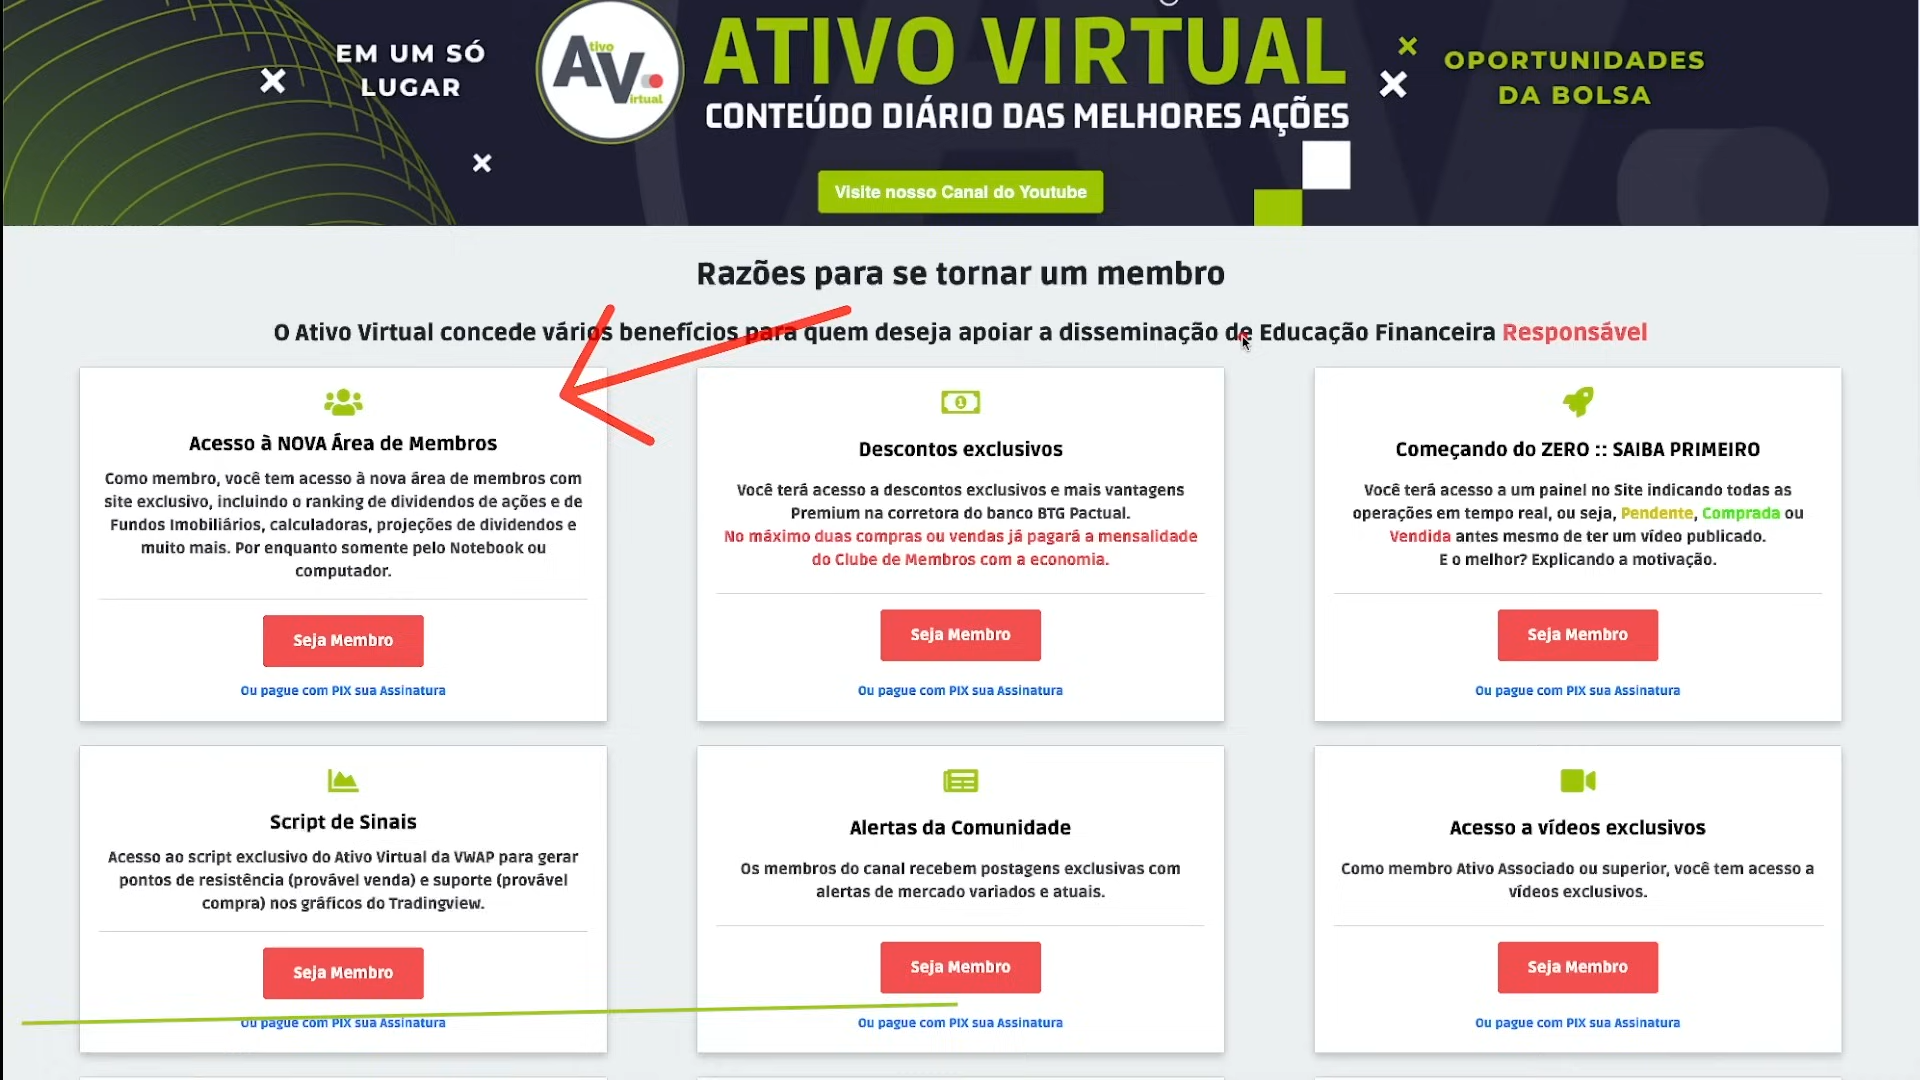 EM UM SÓ
LUGAR
Ativo
Virtual
ATIVO VIRTUAL
CONTEÚDO DIÁRIO DAS MELHORES AÇÕES
OPORTUNIDADES
DA BOLSA
Visite nosso Canal do Youtube
Razões para se tornar um membro
O Ativo Virtual concede vários benefícios para quem deseja apoiar a disseminação de Educação Financeira Responsável
Acesso à NOVA Área de Membros
Como membro, você tem acesso à nova área de membros com
site exclusivo, incluindo o ranking de dividendos de ações e de
Fundos Imobiliários, calculadoras, projeções de dividendos e
muito mais. Por enquanto somente pelo Notebook ou
computador.
Seja Membro
Ou pague com PIX sua Assinatura
Descontos exclusivos
Você terá acesso a descontos exclusivos e mais vantagens
Premium na corretora do banco BTG Pactual.
No máximo duas compras ou vendas já pagará a mensalidade
do Clube de Membros com a economia.
Seja Membro
Ou pague com PIX sua Assinatura
Começando do ZERO :: SAIBA PRIMEIRO
Você terá acesso a um painel no Site indicando todas as
operações em tempo real, ou seja, Pendente, Comprada ou
Vendida antes mesmo de ter um vídeo publicado.
E o melhor? Explicando a motivação.
Seja Membro
Ou pague com PIX sua Assinatura
Script de Sinais
Acesso ao script exclusivo do Ativo Virtual da VWAP para gerar
pontos de resistência (provável venda) e suporte (provável
compra) nos gráficos do Tradingview.
Seja Membro
Ou pague com PIX sua Assinatura
Alertas da Comunidade
Os membros do canal recebem postagens exclusivas com
alertas de mercado variados e atuais.
Seja Membro
Ou pague com PIX sua Assinatura
Acesso a vídeos exclusivos
Como membro Ativo Associado ou superior, você tem acesso a
vídeos exclusivos.
Seja Membro
Ou pague com PIX sua Assinatura